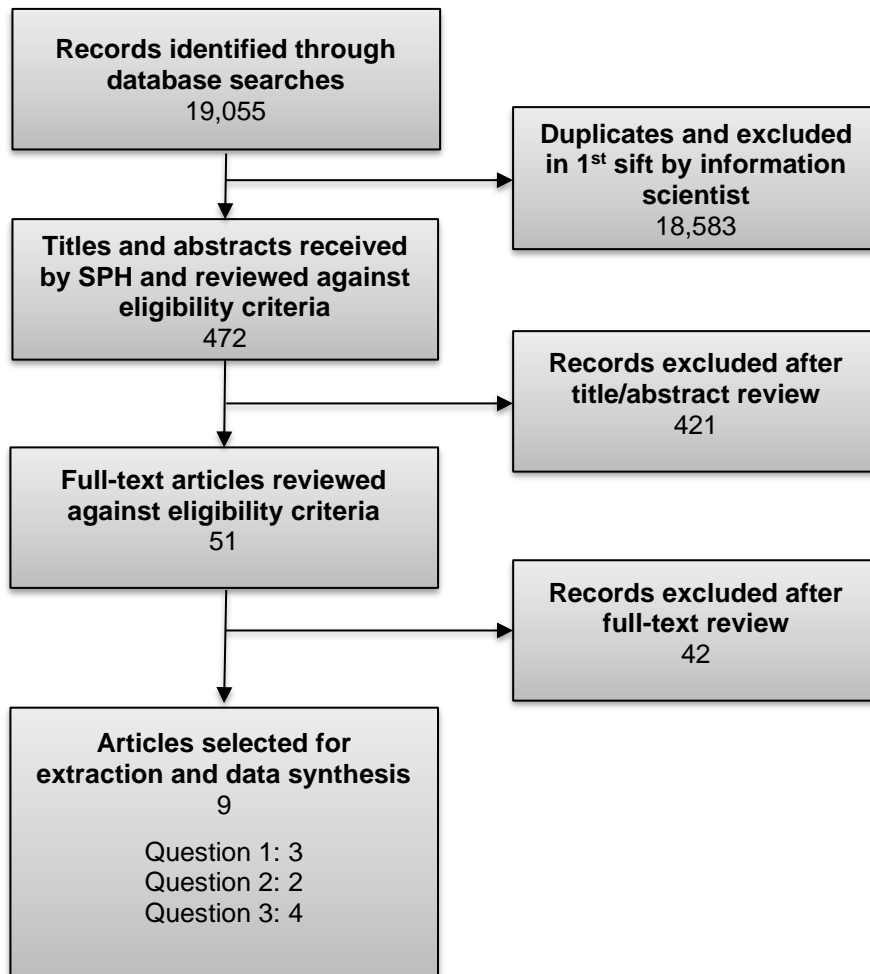 Records identified through
database searches
19,055
Duplicates and excluded
in 1st sift by information
scientist
18,583
Titles and abstracts received
by SPH and reviewed against
eligibility criteria
472
Records excluded after
title/abstract review
421
Full-text articles reviewed
against eligibility criteria
51
Records excluded after
full-text review
42
Articles selected for
extraction and data synthesis
9
Question 1: 3
Question 2: 2
Question 3: 4